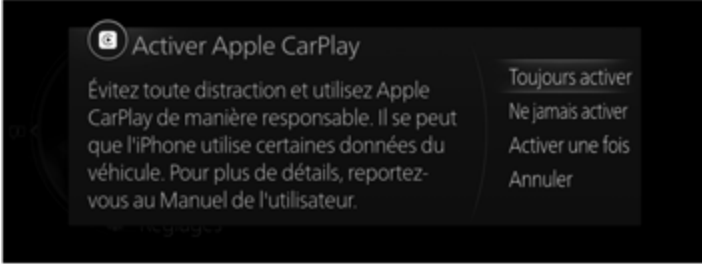 Activer Apple CarPlay
Évitez toute distraction et utilisez Apple
CarPlay de manière responsable. Il se peut
que l'iPhone utilise certaines données du
véhicule. Pour plus de détails, reportez-
vous au Manuel de l'utilisateur.
Toujours activer
Ne jamais activer
Activer une fois
Annuler
Réglages